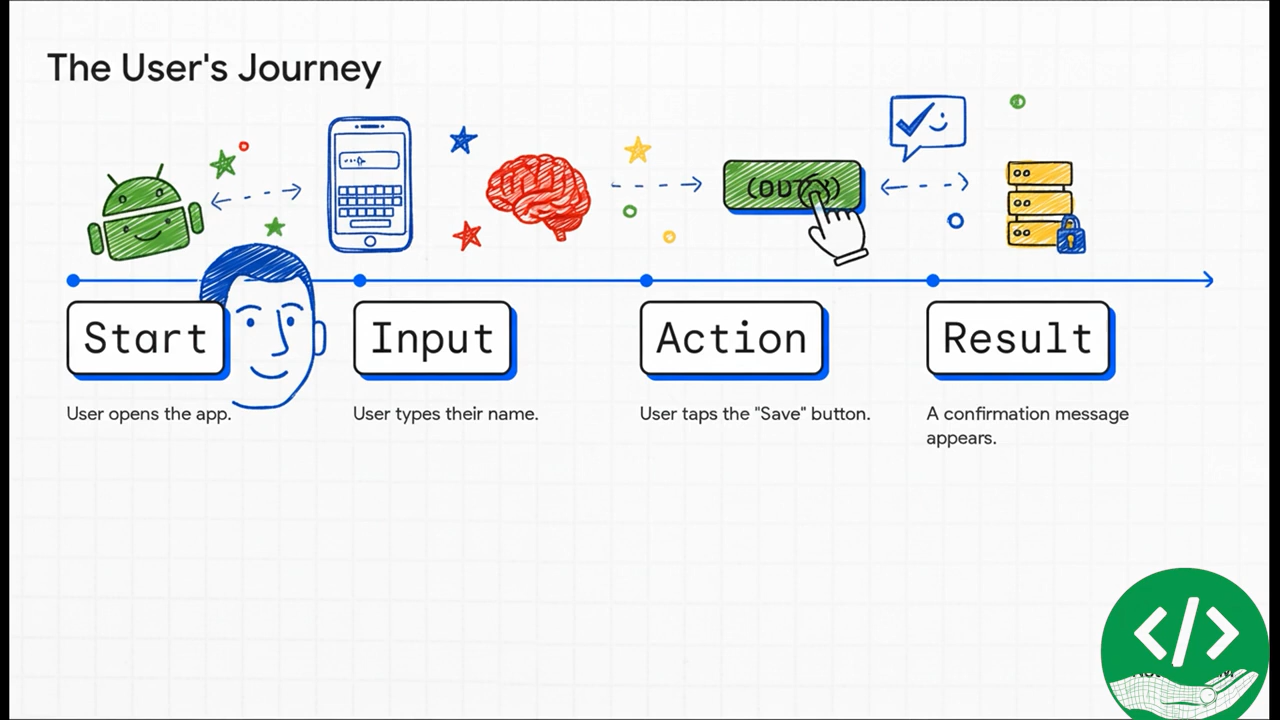 The User's Journey
Start
Input
Action
Result
User opens the app.
User types their name.
User taps the "Save" button.
A confirmation message
appears.